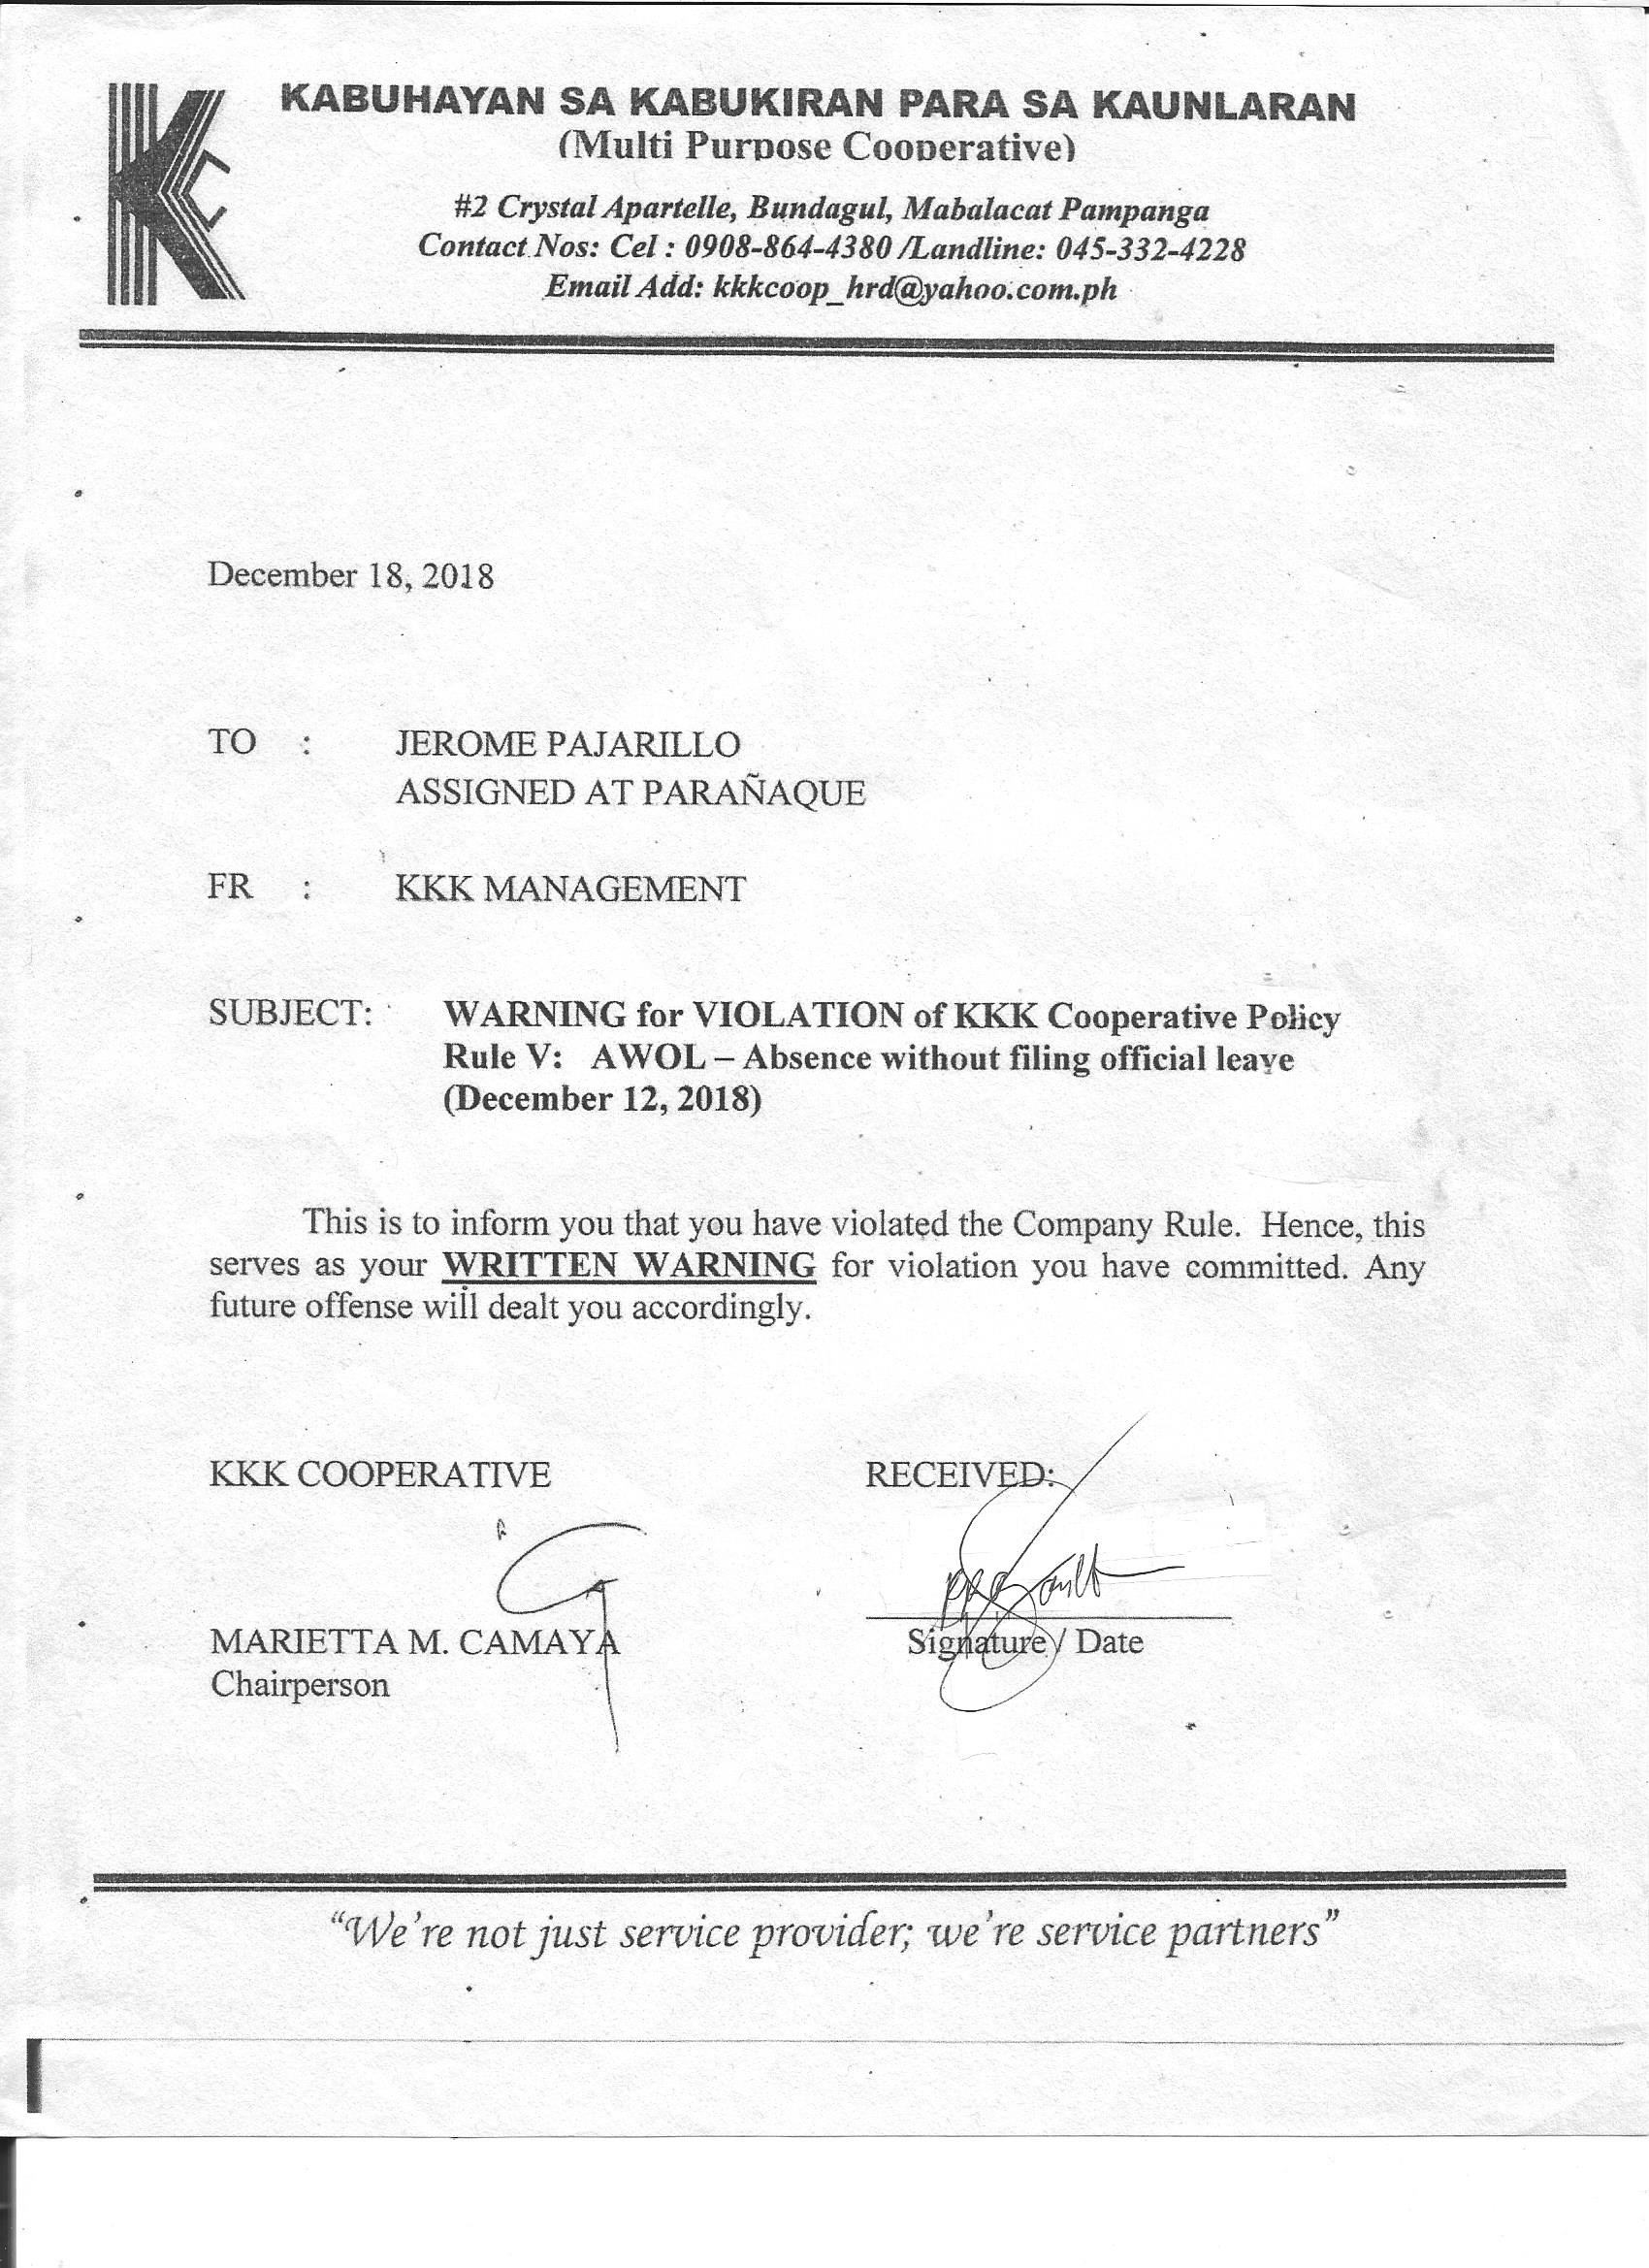 KABUHAYAN SA KABUKIRAN PARA SA KAUNLARAN
(Multi Purpose Cooperative)
#2 Crystal Apartelle, Bundagul, Mabalacat Pampanga
Contact Nos: Cel : 0908-864-4380 /Landline: 045-332-4228
Email Add: kkkcoop_hrd@yahoo.com.ph
December 18, 2018
TO : JEROME PAJARILLO
ASSIGNED AT PARAÑAQUE
FR : KKK MANAGEMENT
SUBJECT: WARNING for VIOLATION of KKK Cooperative Policy
Rule V: AWOL – Absence without filing official leave
(December 12, 2018)
This is to inform you that you have violated the Company Rule. Hence, this
serves as your WRITTEN WARNING for violation you have committed. Any
future offense will dealt you accordingly.
KKK COOPERATIVE RECEIVED:
MARIETTA M. CAMAYA Signature / Date
Chairperson
“We’re not just service provider; we’re service partners”